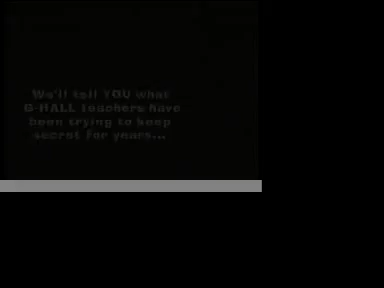 We'll tell YOU what
G-HALL Teachers have
been trying to keep
secret for years...